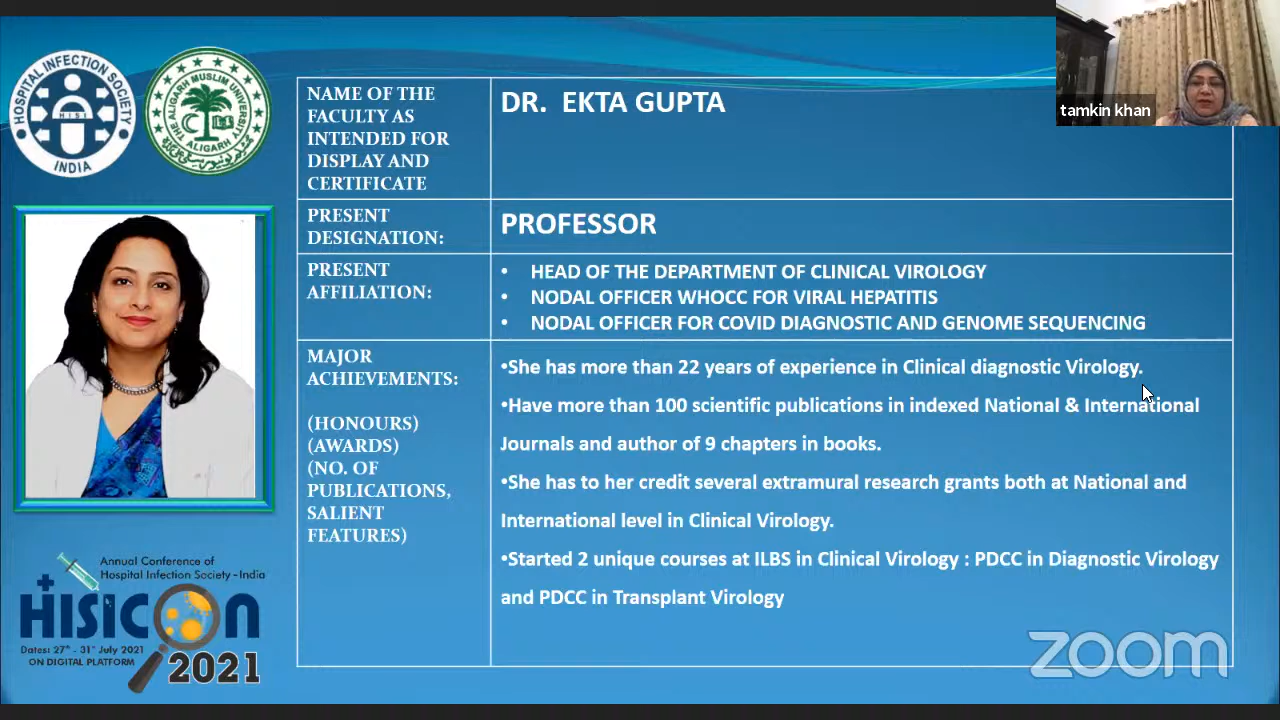 HOSPITAL INFECTION SOCIETY
H I S I
INDIA
THE ALIGARH MUSLIM UNIVERSITY
ALIGARH
tamkin khan
NAME OF THE
FACULTY AS
INTENDED FOR
DISPLAY AND
CERTIFICATE
DR. EKTA GUPTA
PRESENT
DESIGNATION:
PROFESSOR
PRESENT
AFFILIATION:
• HEAD OF THE DEPARTMENT OF CLINICAL VIROLOGY
• NODAL OFFICER WHOCC FOR VIRAL HEPATITIS
• NODAL OFFICER FOR COVID DIAGNOSTIC AND GENOME SEQUENCING
MAJOR
ACHIEVEMENTS:
(HONOURS)
(AWARDS)
(NO. OF
PUBLICATIONS,
SALIENT
FEATURES)
•She has more than 22 years of experience in Clinical diagnostic Virology.
•Have more than 100 scientific publications in indexed National & International
Journals and author of 9 chapters in books.
•She has to her credit several extramural research grants both at National and
International level in Clinical Virology.
•Started 2 unique courses at ILBS in Clinical Virology : PDCC in Diagnostic Virology
and PDCC in Transplant Virology
Annual Conference of
Hospital Infection Society -India
HISICON
Dates: 27th - 31st July 2021
ON DIGITAL PLATFORM
2021
zoom